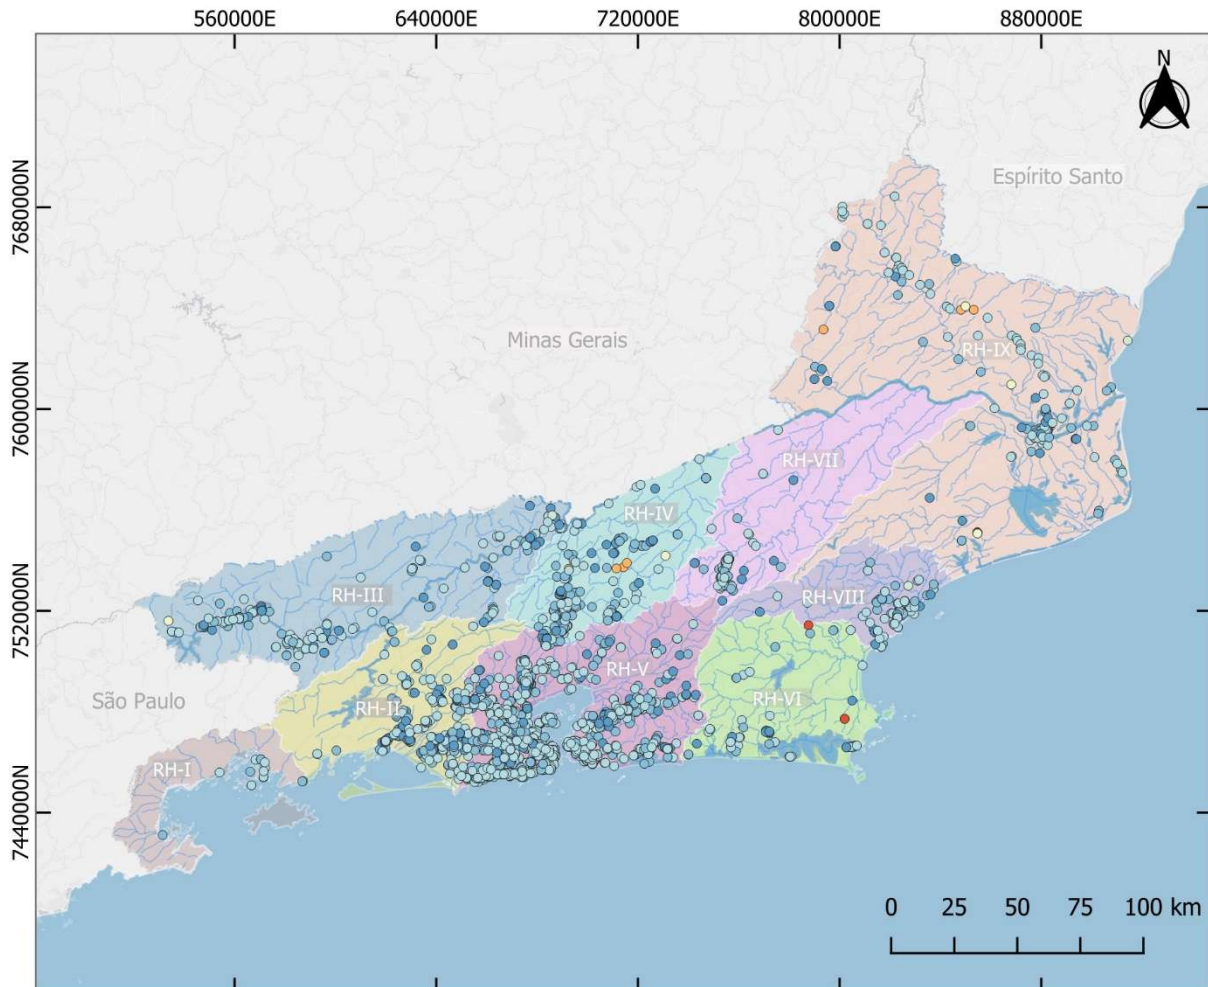 560000E 640000E 720000E 800000E 880000E
N
Espírito Santo
7680000N
Minas Gerais
RH-IX
7600000N
RH-VII
RH-IV
RH-III
RH-VIII
7520000N
RH-V
São Paulo
RH-II
RH-VI
RH-I
7440000N
0 25 50 75 100 km